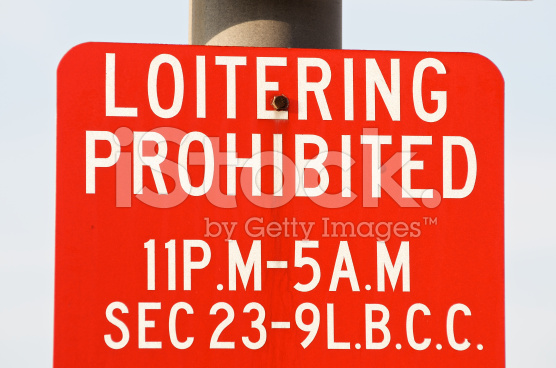 LOITERING
PROHIBITED
iStock.
by Getty Images™
11P.M-5A.M
SEC 23-9L.B.C.C.